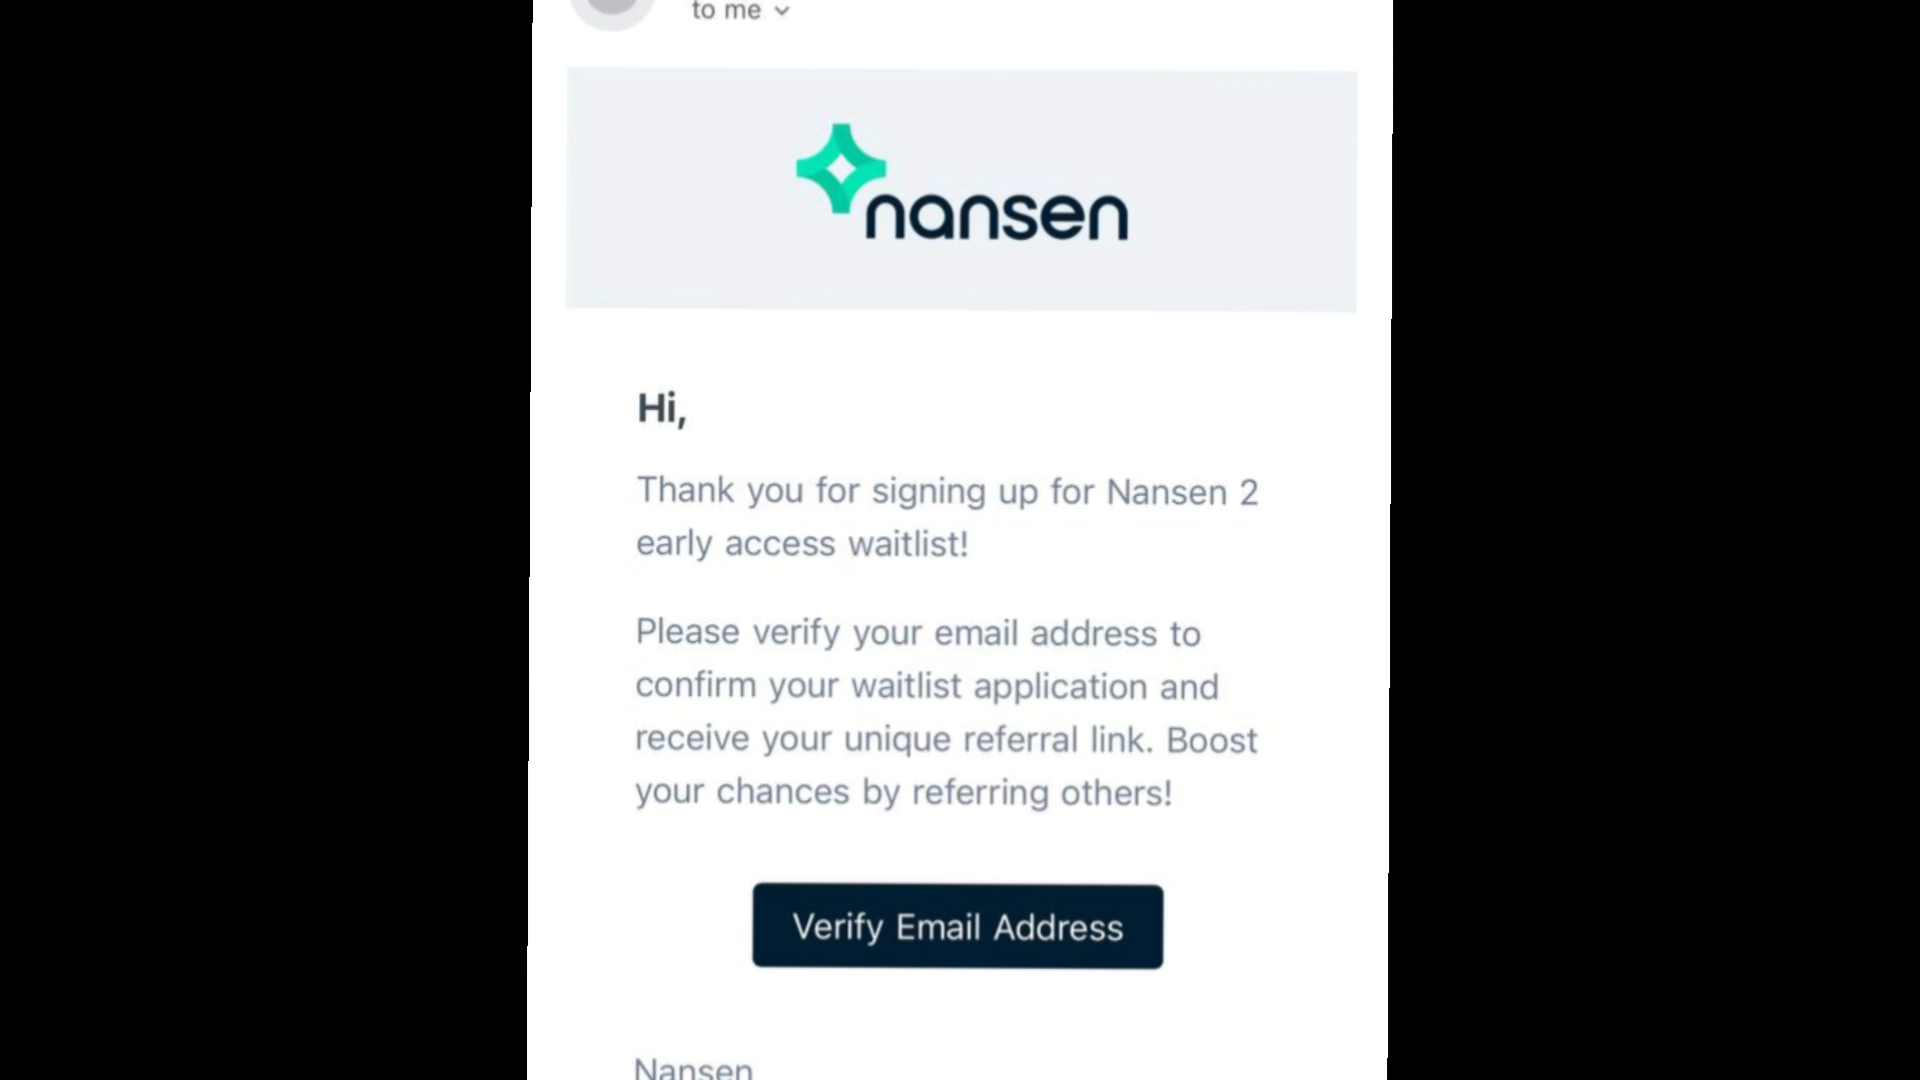 to me
nansen
Hi,
Thank you for signing up for Nansen 2
early access waitlist!
Please verify your email address to
confirm your waitlist application and
receive your unique referral link. Boost
your chances by referring others!
Verify Email Address
Nansen